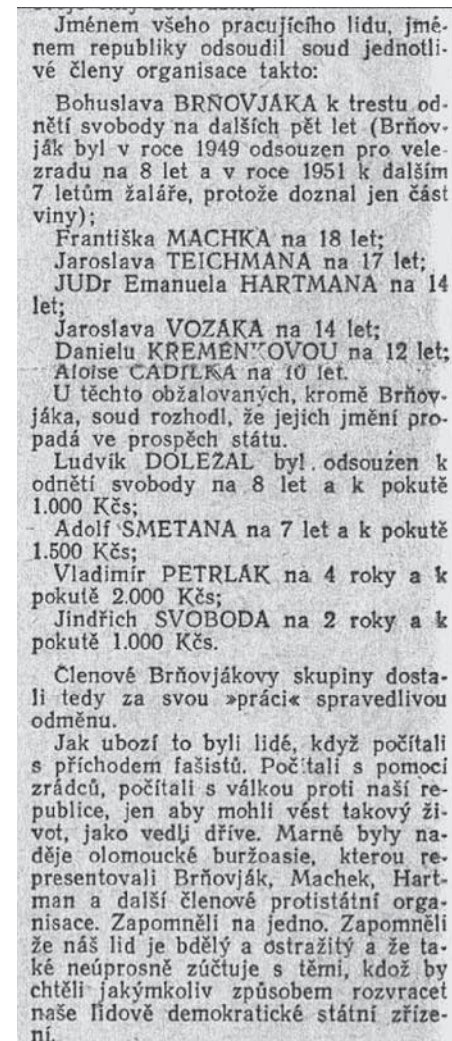 Jménem všeho pracujícího lidu, jmé-
nem republiky odsoudil soud jednotli-
vé členy organisace takto:
Bohuslava BRŇOVJÁKA k trestu od-
nětí svobody na dalších pět let (Brňov-
ják byl v roce 1949 odsouzen pro vele-
zradu na 8 let a v roce 1951 k dalším
7 letům žaláře, protože doznal jen část
viny);
Františka MACHKA na 18 let;
Jaroslava TEICHMANA na 17 let;
JUDr Emanuela HARTMANA na 14
let;
Jaroslava VOZÁKA na 14 let;
Danielu KREMENKOVOU na 12 let;
Aloise CADILKA na 10 let.
U těchto obžalovaných, kromě Brňov-
jáka, soud rozhodl, že jejich jmění pro-
padá ve prospěch státu.
Ludvík DOLEŽAL byl odsouzen k
odnětí svobody na 8 let a k pokutě
1.000 Kčs;
Adolf SMETANA na 7 let a k pokutě
1.500 Kčs;
Vladimír PETRLÁK na 4 roky a k
pokutě 2.000 Kčs;
Jindřich SVOBODA na 2 roky a k
pokutě 1.000 Kčs.
Členové Brňovjákovy skupiny dosta-
li tedy za svou »práci« spravedlivou
odměnu.
Jak ubozí to byli lidé, když počítali
s příchodem fašistů. Počítali s pomocí
zrádců, počítali s válkou proti naší re-
publice, jen aby mohli vést takový ži-
vot, jako vedli dříve. Marné byly na-
děje olomoucké buržoasie, kterou re-
presentovali Brňovják, Machek, Hart-
man a další členové protistátní orga-
nisace. Zapomněli na jedno. Zapomněli
že náš lid je bdělý a ostražitý a že ta-
ké neúprosně zúčtuje s těmi, kdož by
chtěli jakýmkoliv způsobem rozvracet
naše lidově demokratické státní zříze-
ní.